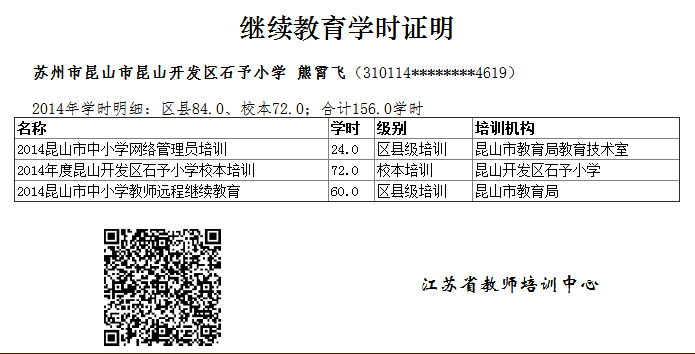 继续教育学时证明
苏州市昆山市昆山开发区石予小学 熊霄飞（310114********4619）
2014年学时明细：区县84.0、校本72.0；合计156.0学时
名称 学时 级别 培训机构
2014昆山市中小学网络管理员培训 24.0 区县级培训 昆山市教育局教育技术室
2014年度昆山开发区石予小学校本培训 72.0 校本培训 昆山开发区石予小学
2014昆山市中小学教师远程继续教育 60.0 区县级培训 昆山市教育局
江苏省教师培训中心